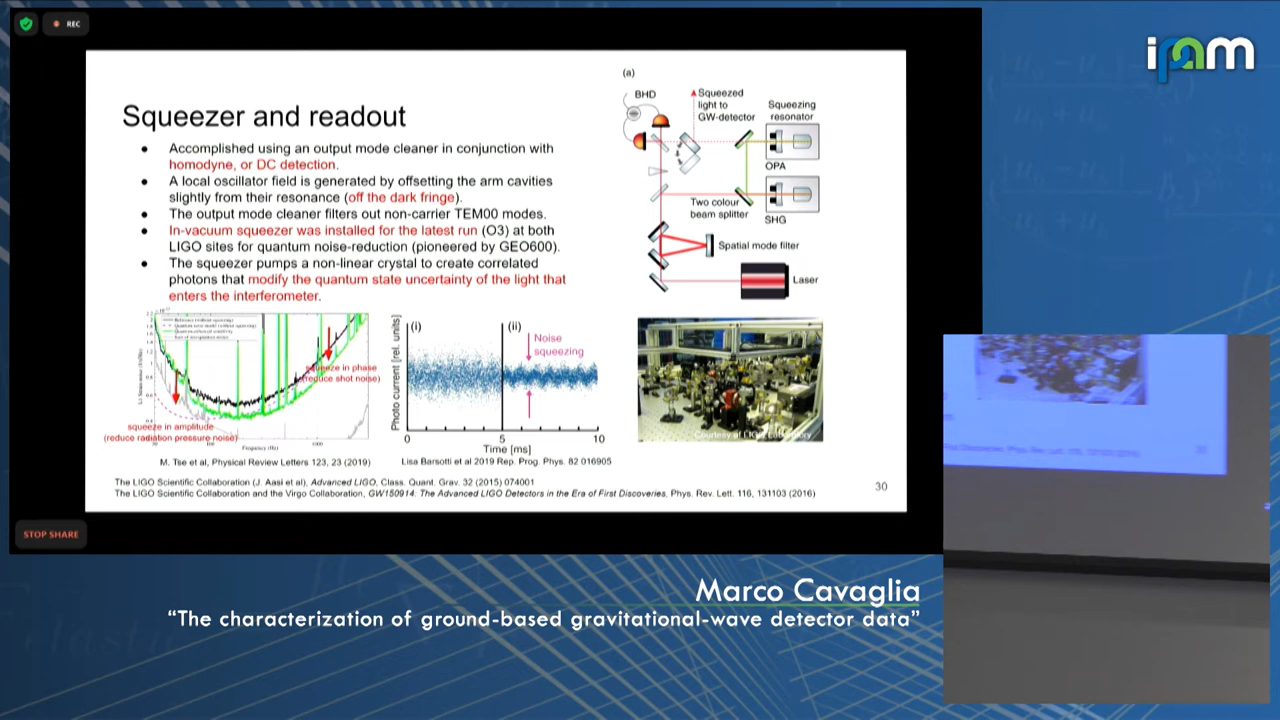 REC
ipam
(a)
Squeezer and readout
● Accomplished using an output mode cleaner in conjunction with
homodyne, or DC detection.
● A local oscillator field is generated by offsetting the arm cavities
slightly from their resonance (off the dark fringe).
● The output mode cleaner filters out non-carrier TEM00 modes.
● In-vacuum squeezer was installed for the latest run (O3) at both
LIGO sites for quantum noise-reduction (pioneered by GEO600).
● The squeezer pumps a non-linear crystal to create correlated
photons that modify the quantum state uncertainty of the light that
enters the interferometer.
BHD
Squeezed
light to
GW-detector
Squeezing
resonator
OPA
Two colour
beam splitter
SHG
Spatial mode filter
Laser
squeeze in phase
(reduce shot noise)
squeeze in amplitude
(reduce radiation pressure noise)
Frequency (Hz)
M. Tse et al, Physical Review Letters 123, 23 (2019)
Photo current [rel. units]
(i)
(ii)
Noise
squeezing
0
5
10
Time [ms]
Lisa Barsotti et al 2019 Rep. Prog. Phys. 82 016905
Courtesy of LIGO Laboratory
The LIGO Scientific Collaboration (J. Aasi et al), Advanced LIGO, Class. Quant. Grav. 32 (2015) 074001
The LIGO Scientific Collaboration and the Virgo Collaboration, GW150914: The Advanced LIGO Detectors in the Era of First Discoveries, Phys. Rev. Lett. 116, 131103 (2016)
30
STOP SHARE
Marco Cavaglia
“The characterization of ground-based gravitational-wave detector data”